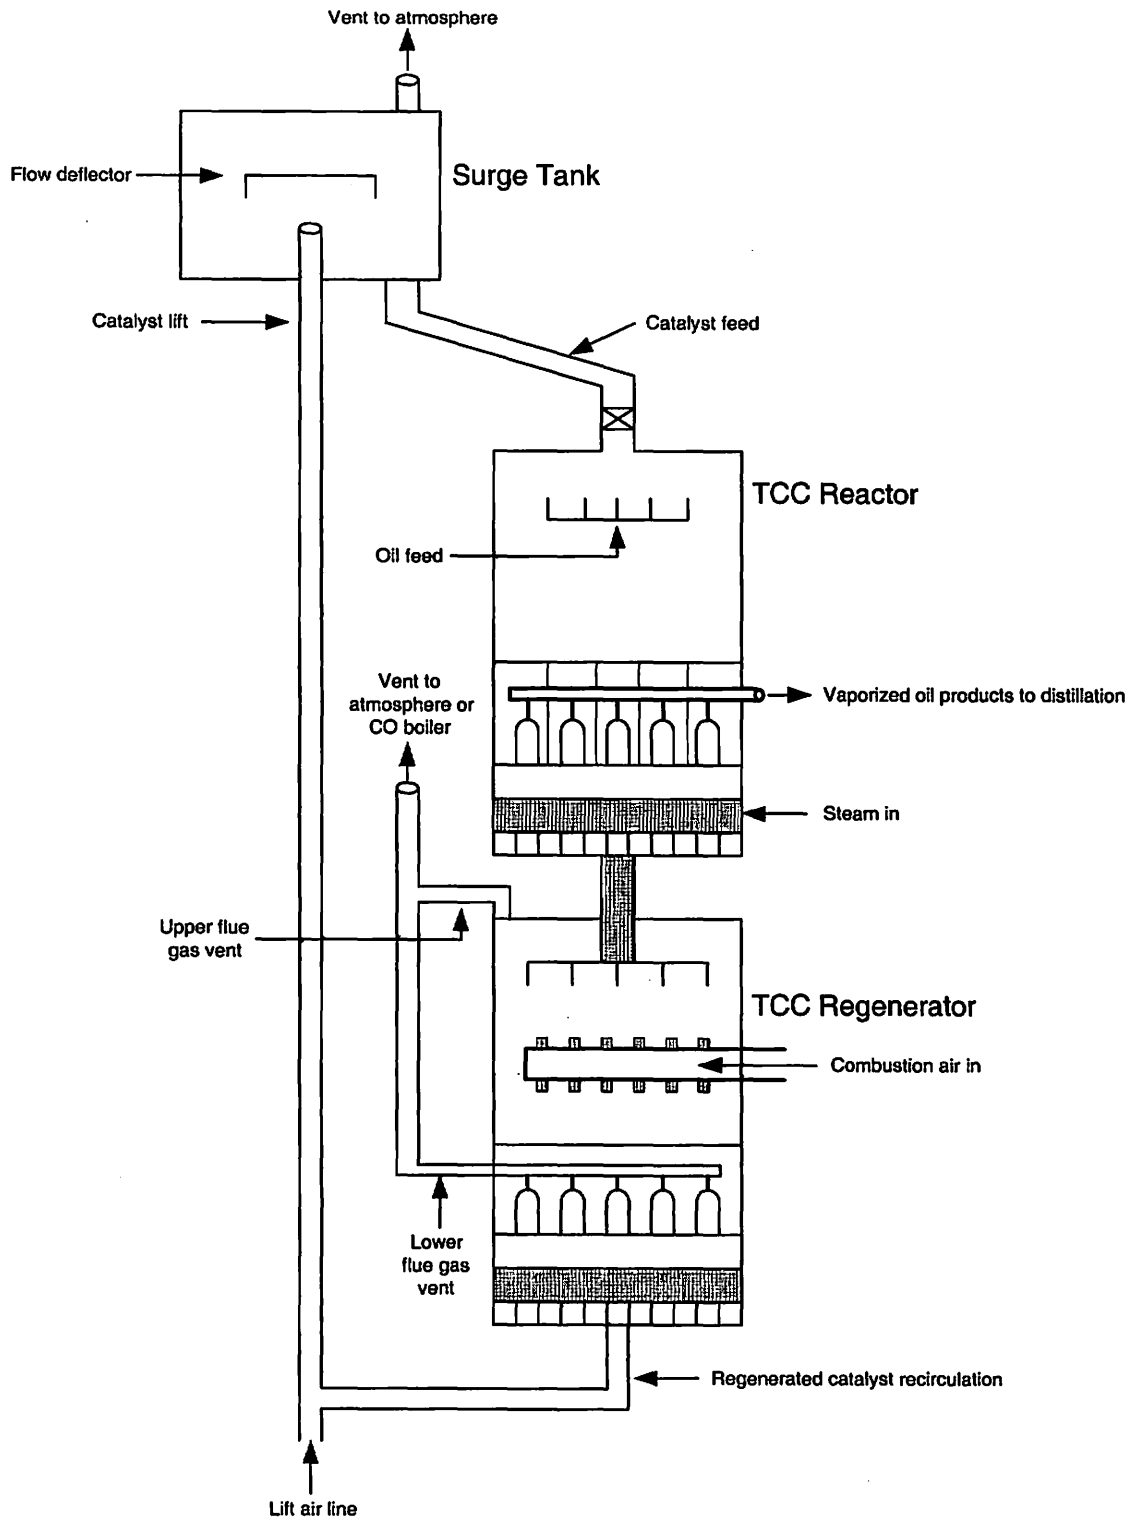 Vent to atmosphere
Flow deflector
Surge Tank
Catalyst lift
Catalyst feed
TCC Reactor
Oil feed
Vent to
atmosphere or
CO boiler
Vaporized oil products to distillation
Steam in
Upper flue
gas vent
TCC Regenerator
Combustion air in
Lower
flue gas
vent
Regenerated catalyst recirculation
Lift air line